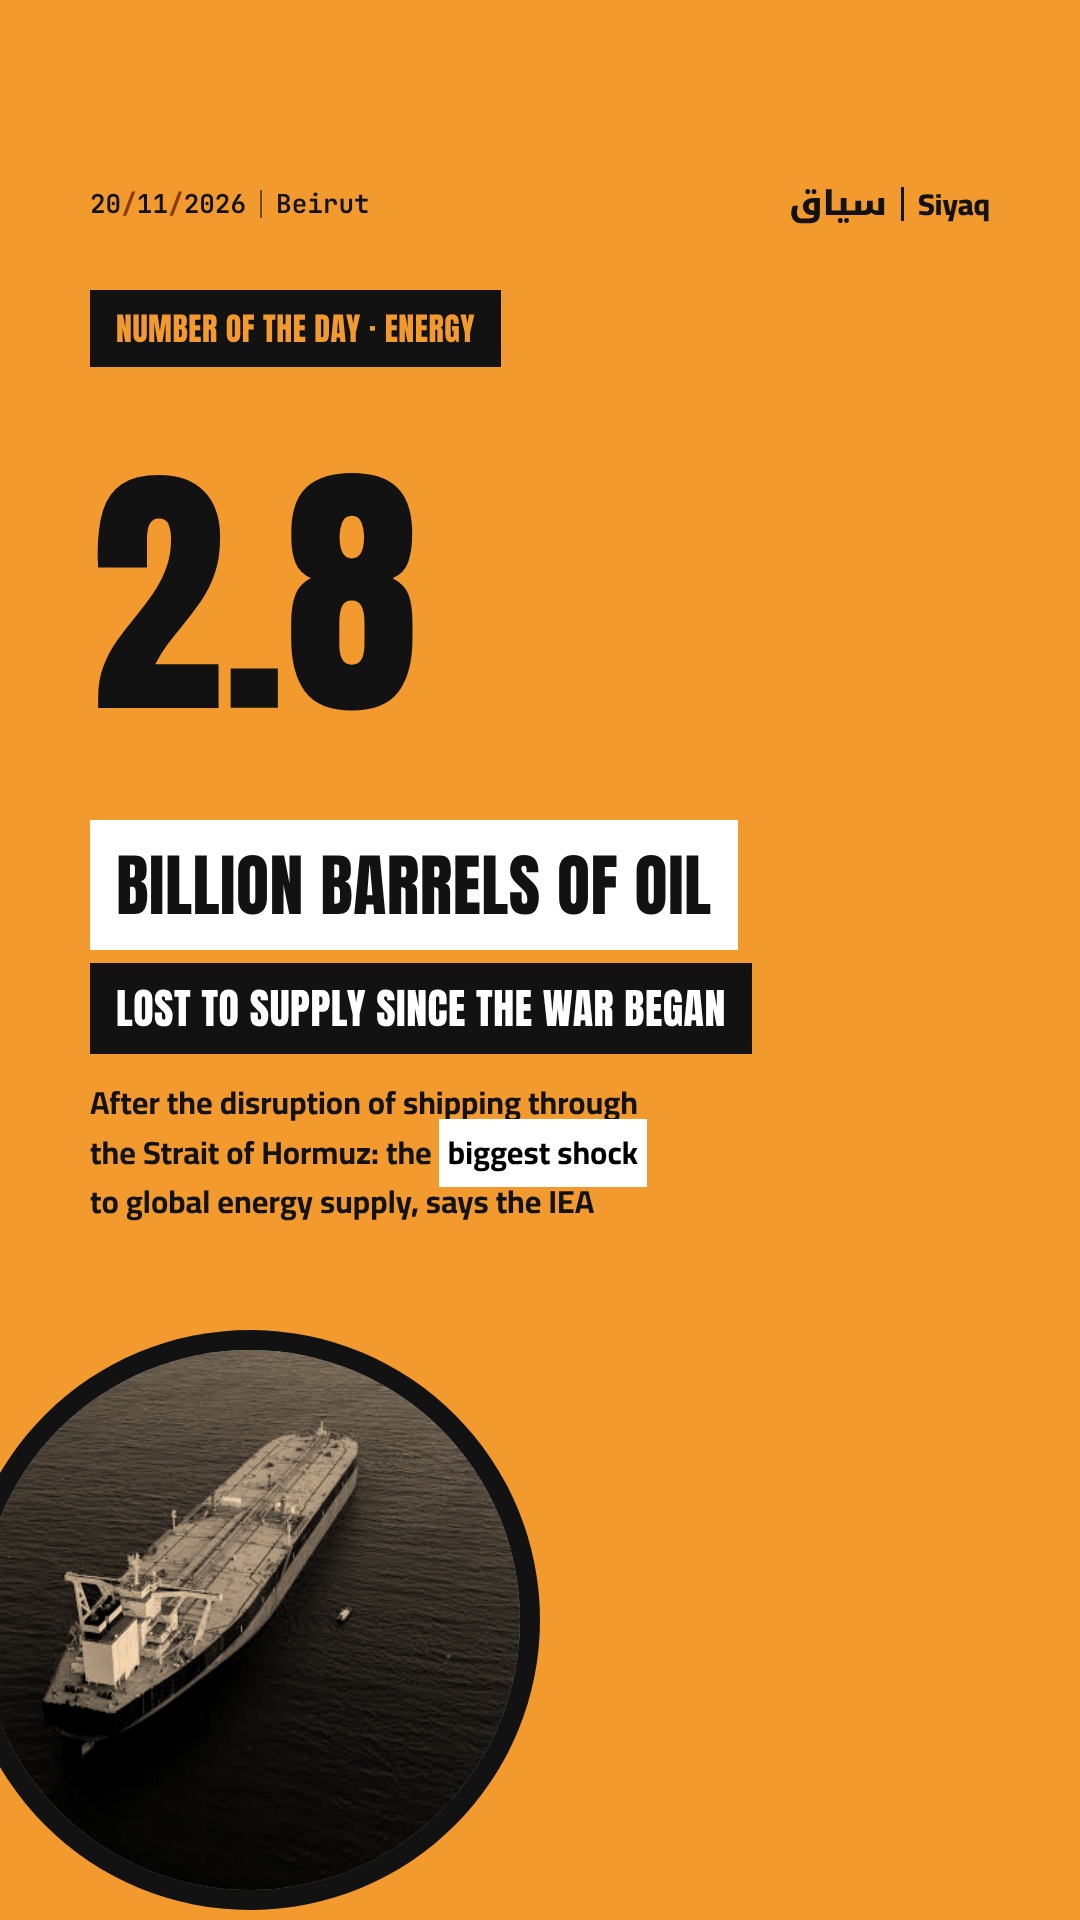 20/11/2026 | Beirut
سياق | Siyaq
NUMBER OF THE DAY · ENERGY
2.8
BILLION BARRELS OF OIL
LOST TO SUPPLY SINCE THE WAR BEGAN
After the disruption of shipping through
the Strait of Hormuz: the biggest shock
to global energy supply, says the IEA